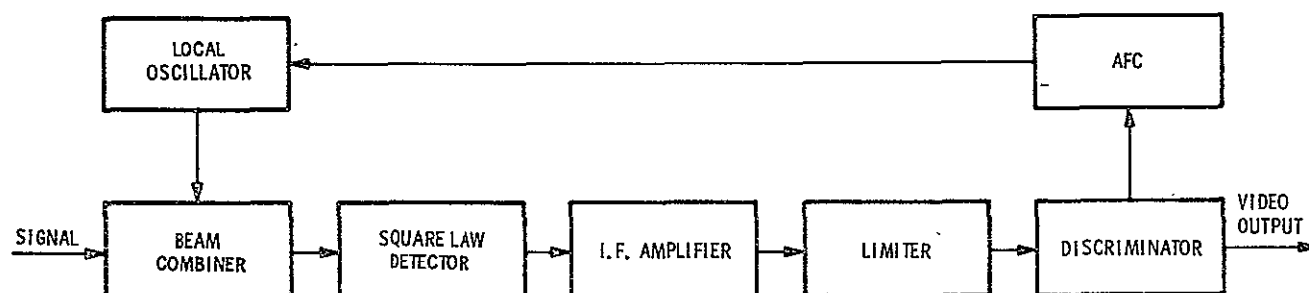 LOCAL
OSCILLATOR
AFC
SIGNAL
BEAM
COMBINER
SQUARE LAW
DETECTOR
I.F. AMPLIFIER
LIMITER
DISCRIMINATOR
VIDEO
OUTPUT